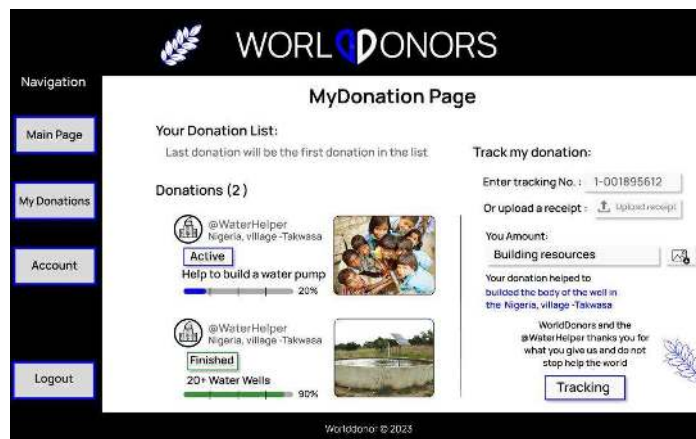 WORLDDONORS
Navigation
Main Page
My Donations
Account
Logout
MyDonation Page
Your Donation List:
Last donation will be the first donation in the list
Donations (2)
@WaterHelper
Nigeria, village -Takwasa
Active
Help to build a water pump
20%
@WaterHelper
Nigeria, village -Takwasa
Finished
20+ Water Wells
90%
Track my donation:
Enter tracking No. : 1-001895612
Or upload a receipt : Upload receipt
You Amount:
Building resources
Your donation helped to
builded the body of the well in
the Nigeria, village -Takwasa
WorldDonors and the
@WaterHelper thanks you for
what you give us and do not
stop help the world
Tracking
Worlddonor © 2023